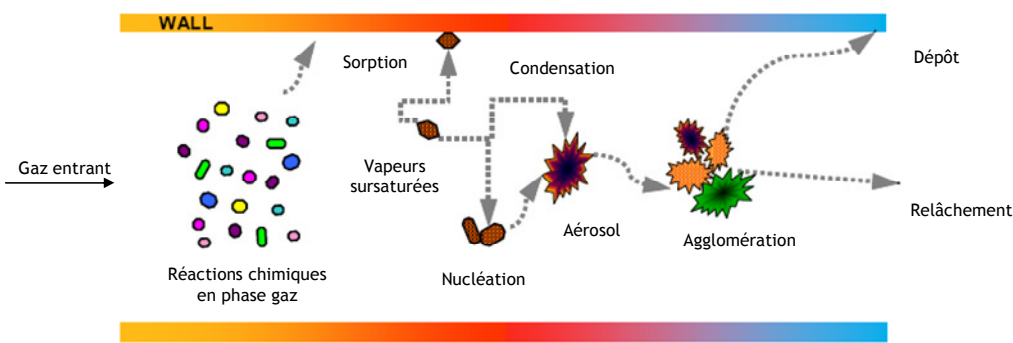 WALL
Sorption
Condensation
Dépôt
Gaz entrant
Vapeurs
sursaturées
Relâchement
Aérosol
Agglomération
Réactions chimiques
en phase gaz
Nucléation